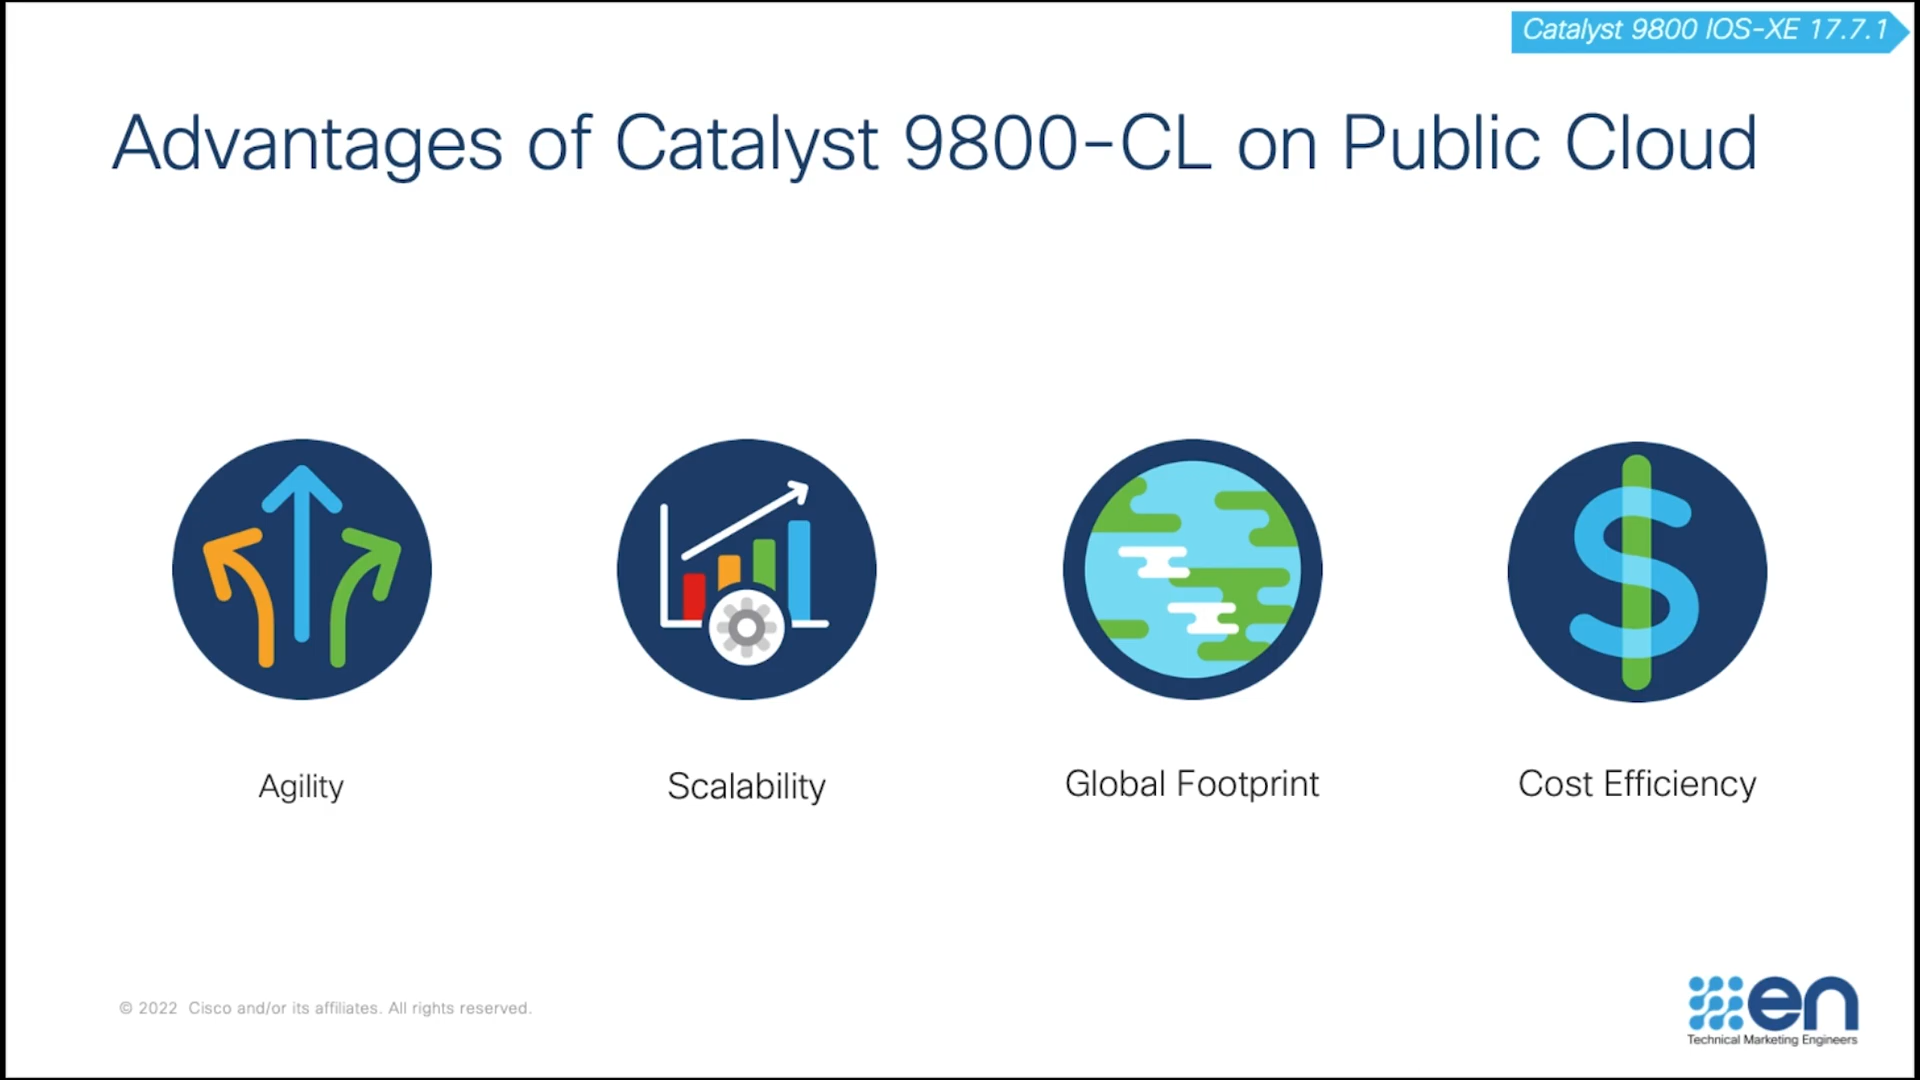 Catalyst 9800 IOS-XE 17.7.1
Advantages of Catalyst 9800-CL on Public Cloud
Agility
Scalability
Global Footprint
Cost Efficiency
© 2022 Cisco and/or its affiliates. All rights reserved.
en
Technical Marketing Engineers